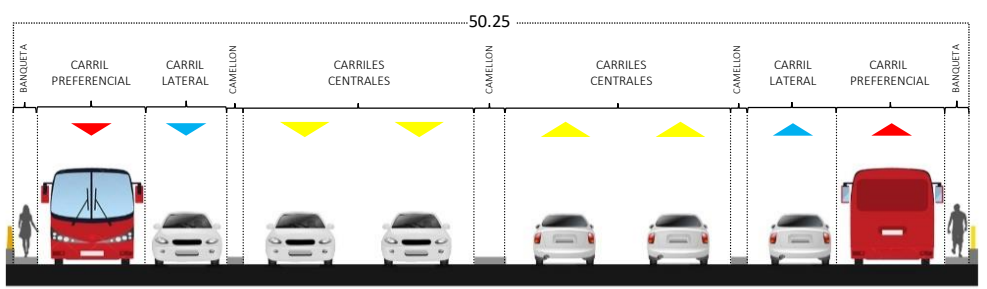 50.25
BANQUETA
CARRIL
PREFERENCIAL
CARRIL
LATERAL
CAMELLON
CARRILES
CENTRALES
CAMELLON
CARRILES
CENTRALES
CAMELLON
CARRIL
LATERAL
CARRIL
PREFERENCIAL
BANQUETA